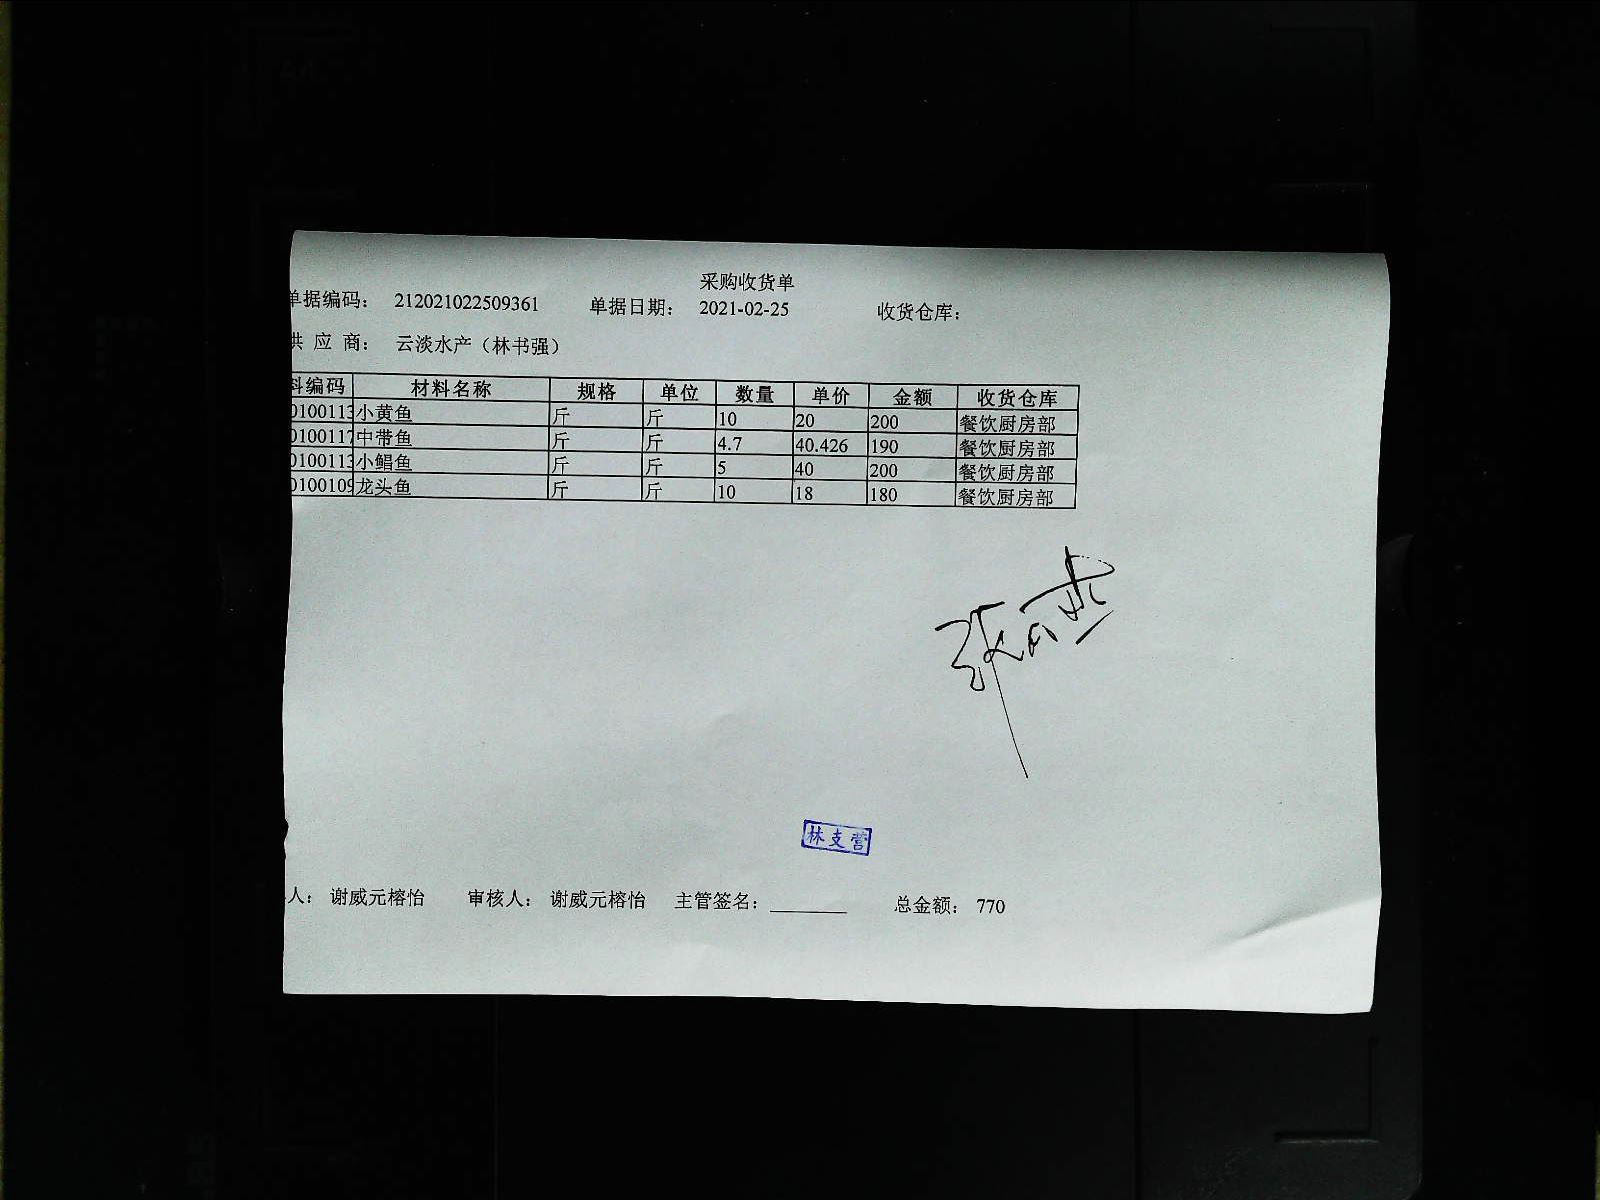 采购收货单
单据编码： 212021022509361 单据日期： 2021-02-25 收货仓库：
供 应 商： 云淡水产（林书强）
料编码 材料名称 规格 单位 数量 单价 金额 收货仓库
0100113 小黄鱼 斤 斤 10 20 200 餐饮厨房部
0100117 中带鱼 斤 斤 4.7 40.426 190 餐饮厨房部
0100113 小鲳鱼 斤 斤 5 40 200 餐饮厨房部
0100109 龙头鱼 斤 斤 10 18 180 餐饮厨房部
林支营
人： 谢威元榕怡 审核人： 谢威元榕怡 主管签名：________ 总金额： 770